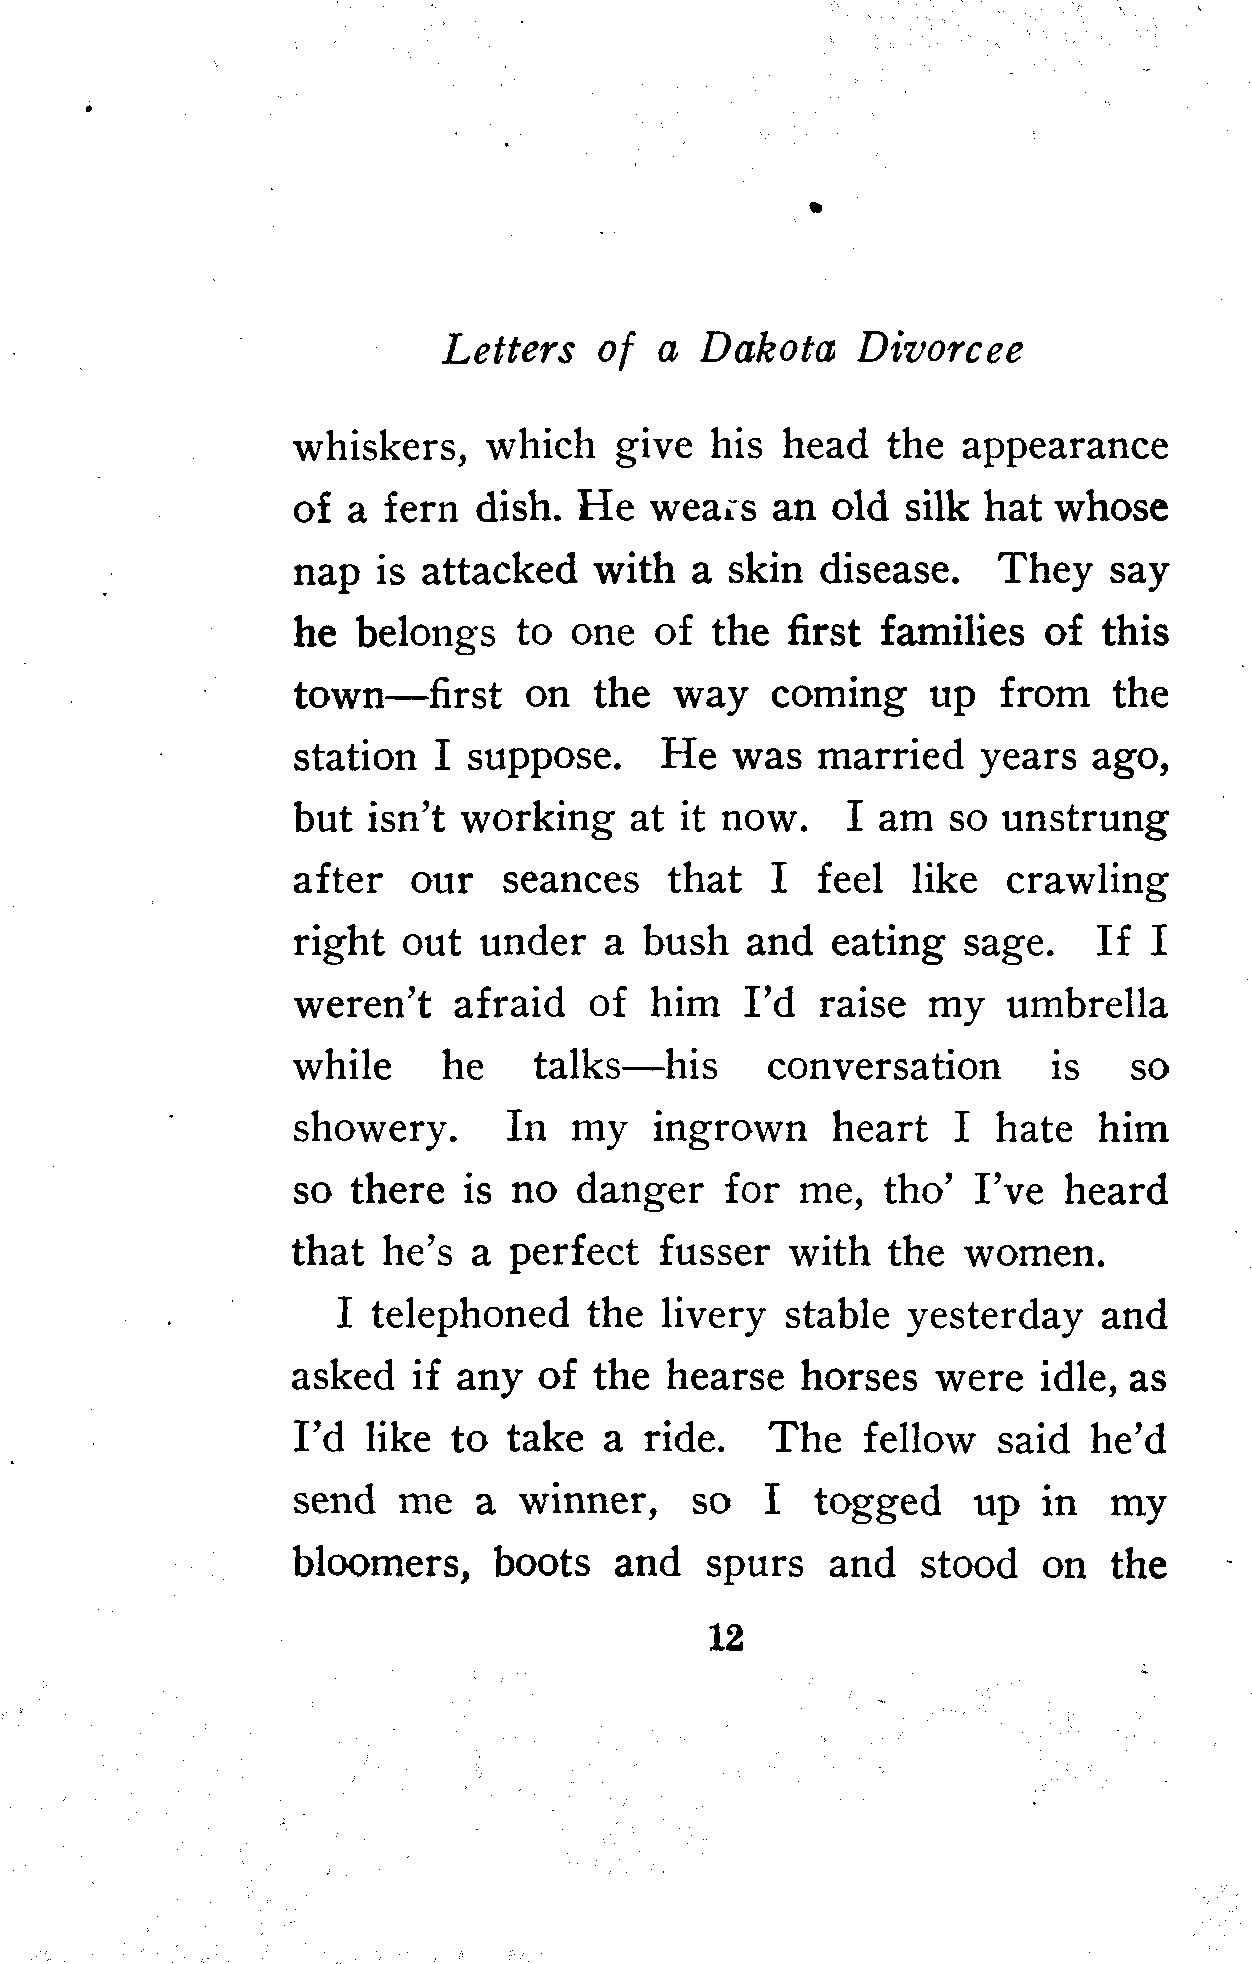 Letters of a Dakota Divorcee
whiskers, which give his head the appearance
of a fern dish. He wears an old silk hat whose
nap is attacked with a skin disease. They say
he belongs to one of the first families of this
town—first on the way coming up from the
station I suppose. He was married years ago,
but isn't working at it now. I am so unstrung
after our seances that I feel like crawling
right out under a bush and eating sage. If I
weren't afraid of him I'd raise my umbrella
while he talks—his conversation is so
showery. In my ingrown heart I hate him
so there is no danger for me, tho' I've heard
that he's a perfect fusser with the women.
I telephoned the livery stable yesterday and
asked if any of the hearse horses were idle, as
I'd like to take a ride. The fellow said he'd
send me a winner, so I togged up in my
bloomers, boots and spurs and stood on the
12